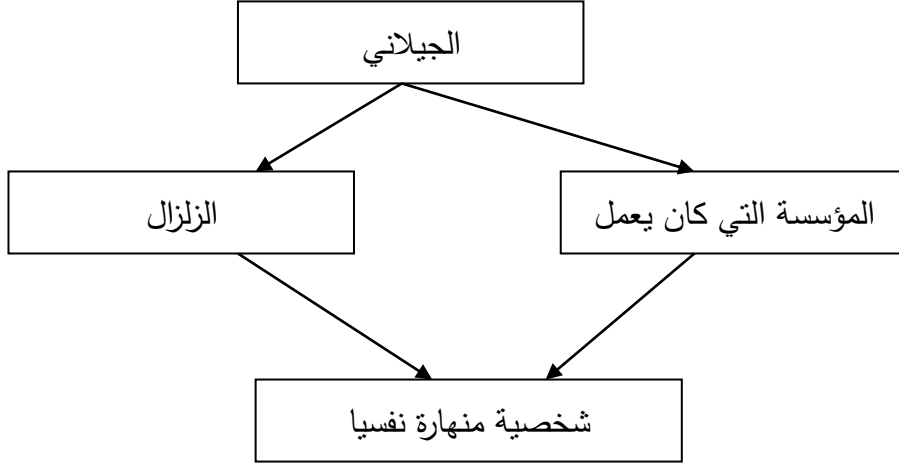 الجيلاني
المؤسسة التي كان يعمل
الزلزال
شخصية منهارة نفسيا